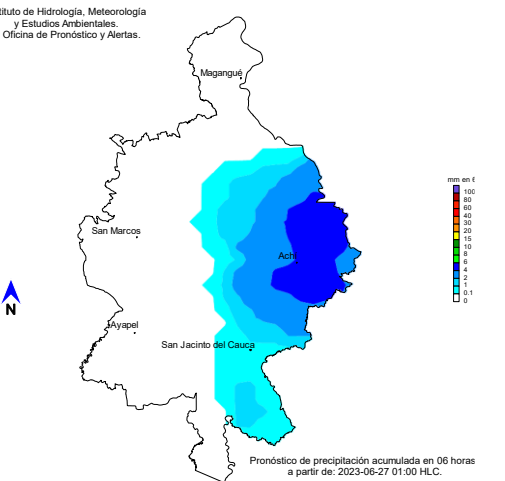 tituto de Hidrología, Meteorología
y Estudios Ambientales.
Oficina de Pronóstico y Alertas.
Magangué
San Marcos
Achí
Ayapel
San Jacinto del Cauca
N
mm en 6
100
80
60
40
30
20
15
10
8
6
4
2
1
0.1
0
Pronóstico de precipitación acumulada en 06 horas
a partir de: 2023-06-27 01:00 HLC.